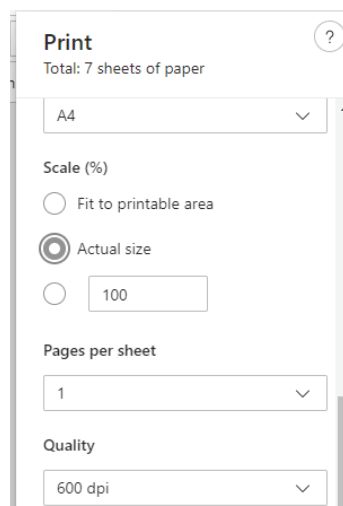 Print
?
Total: 7 sheets of paper
A4
Scale (%)
Fit to printable area
Actual size
100
Pages per sheet
1
Quality
600 dpi